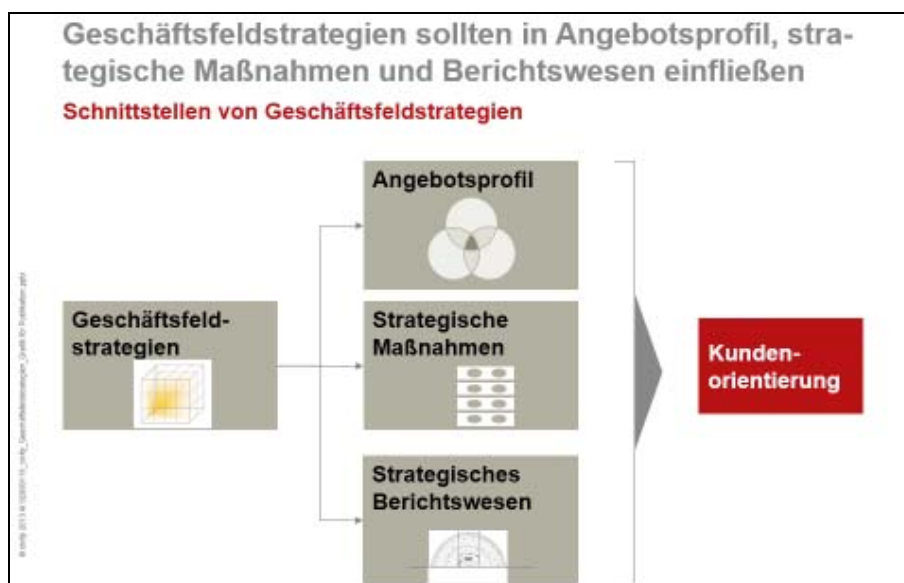 Geschäftsfeldstrategien sollten in Angebotsprofil, stra-
tegische Maßnahmen und Berichtswesen einfließen
Schnittstellen von Geschäftsfeldstrategien
Angebotsprofil
Geschäftsfeld-
strategien
Strategische
Maßnahmen
Kunden-
orientierung
Strategisches
Berichtswesen